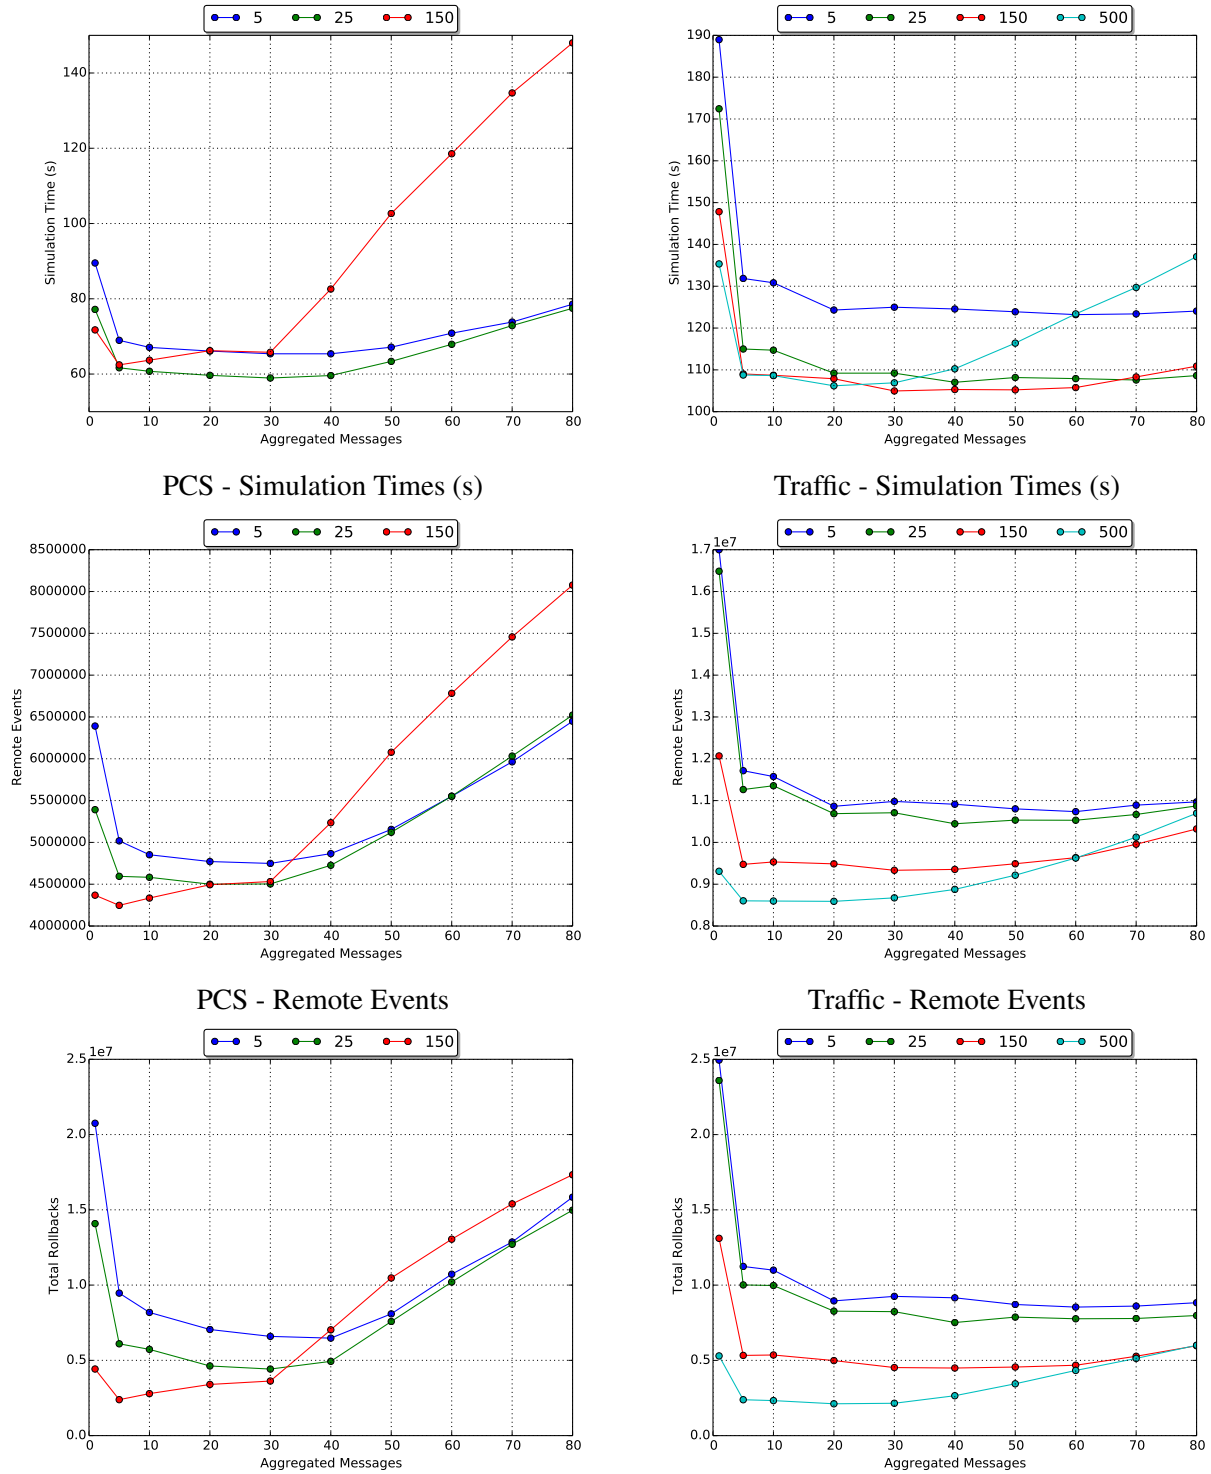 5 25 150
140
120
100
80
60
0 10 20 30 40 50 60 70 80
Simulation Time (s)
Aggregated Messages
PCS - Simulation Times (s)
5 25 150 500
190
180
170
160
150
140
130
120
110
100
0 10 20 30 40 50 60 70 80
Simulation Time (s)
Aggregated Messages
Traffic - Simulation Times (s)
5 25 150
8500000
8000000
7500000
7000000
6500000
6000000
5500000
5000000
4500000
4000000
0 10 20 30 40 50 60 70 80
Remote Events
Aggregated Messages
PCS - Remote Events
5 25 150 500
1e7
1.7
1.6
1.5
1.4
1.3
1.2
1.1
1.0
0.9
0.8
0 10 20 30 40 50 60 70 80
Remote Events
Aggregated Messages
Traffic - Remote Events
5 25 150
1e7
2.5
2.0
1.5
1.0
0.5
0.0
0 10 20 30 40 50 60 70 80
Total Rollbacks
Aggregated Messages
5 25 150 500
1e7
2.5
2.0
1.5
1.0
0.5
0.0
0 10 20 30 40 50 60 70 80
Total Rollbacks
Aggregated Messages